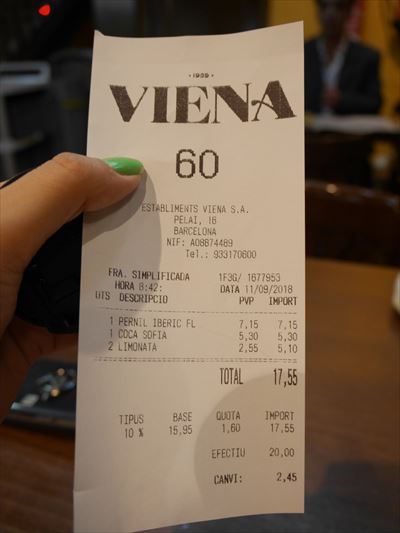 ·1969·
VIENA
60
ESTABLIMENTS VIENA S.A.
PELAI, 16
BARCELONA
NIF: A08874489
Tel.: 933170600
FRA. SIMPLIFICADA 1F3G/ 1677953
HORA 8:42: DATA 11/09/2018
UTS DESCRIPCIO PVP IMPORT
1 PERNIL IBERIC FL 7,15 7,15
1 COCA SOFIA 5,30 5,30
2 LIMONATA 2,55 5,10
TOTAL 17,55
TIPUS BASE QUOTA IMPORT
10 % 15,95 1,60 17,55
EFECTIU 20,00
CANVI: 2,45